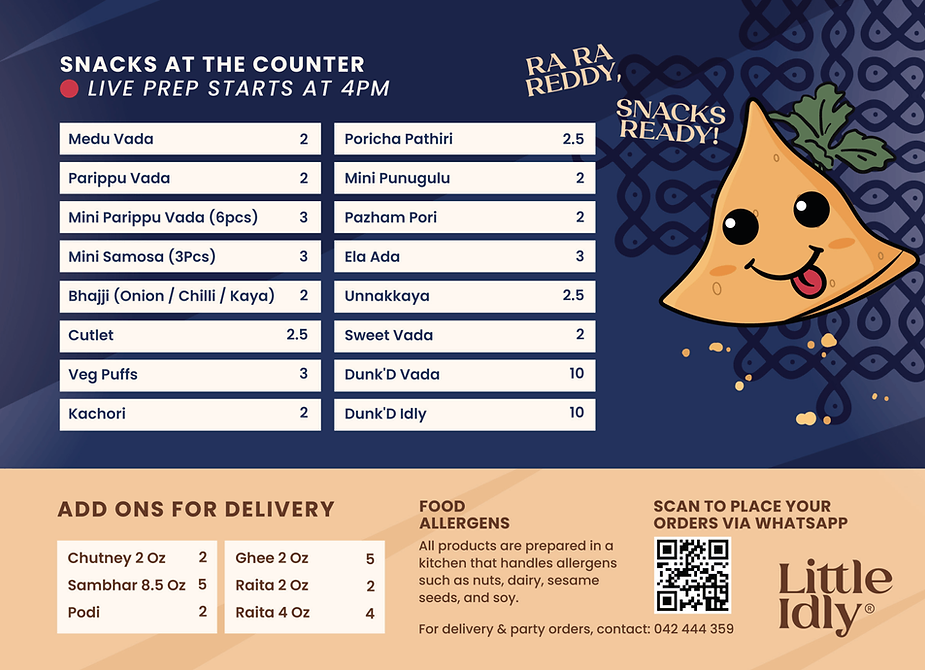 SNACKS AT THE COUNTER
LIVE PREP STARTS AT 4PM
RA RA
REDDY,
SNACKS
READY!
Medu Vada 2
Parippu Vada 2
Mini Parippu Vada (6pcs) 3
Mini Samosa (3Pcs) 3
Bhajji (Onion / Chilli / Kaya) 2
Cutlet 2.5
Veg Puffs 3
Kachori 2
Poricha Pathiri 2.5
Mini Punugulu 2
Pazham Pori 2
Ela Ada 3
Unnakkaya 2.5
Sweet Vada 2
Dunk'D Vada 10
Dunk'D Idly 10
ADD ONS FOR DELIVERY
Chutney 2 Oz 2
Sambhar 8.5 Oz 5
Podi 2
Ghee 2 Oz 5
Raita 2 Oz 2
Raita 4 Oz 4
FOOD
ALLERGENS
All products are prepared in a
kitchen that handles allergens
such as nuts, dairy, sesame
seeds, and soy.
For delivery & party orders, contact: 042 444 359
SCAN TO PLACE YOUR
ORDERS VIA WHATSAPP
Little
Idly®